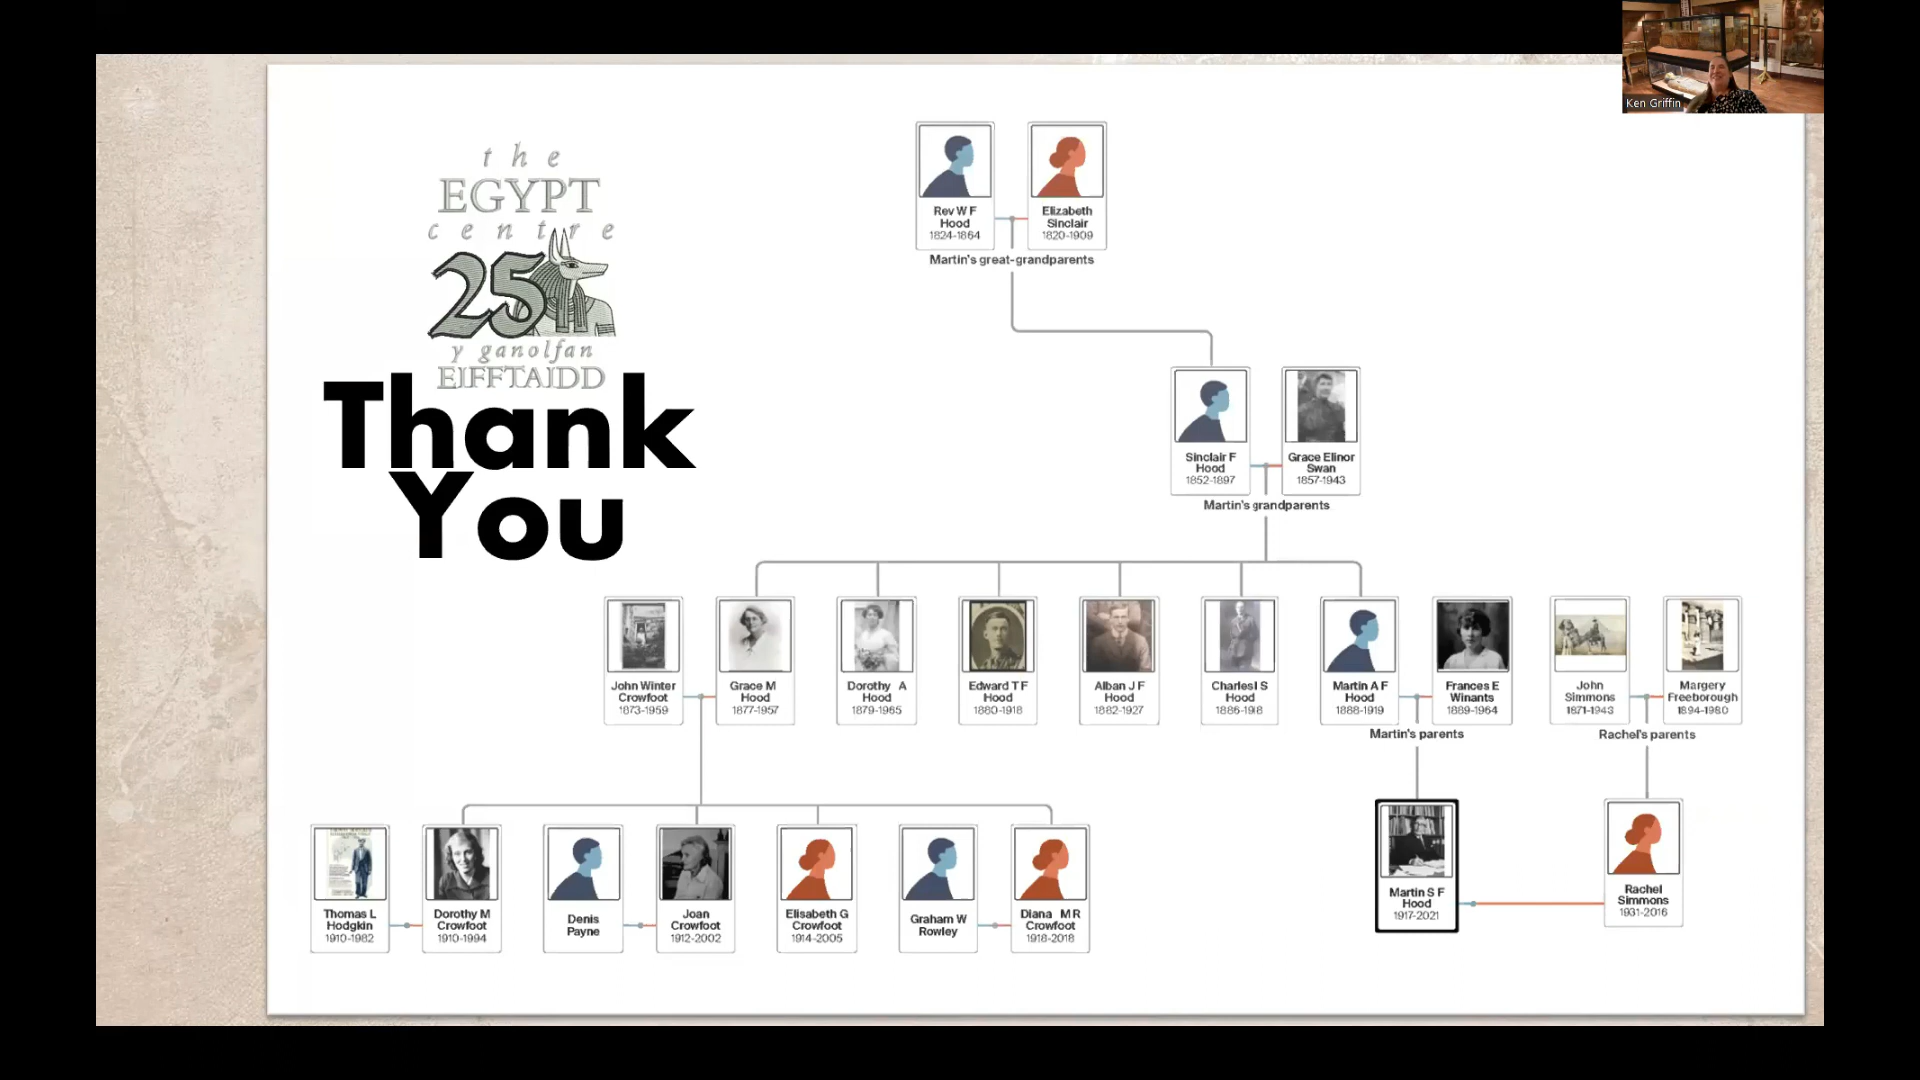 Ken Griffin
the
EGYPT
centre
25
y ganolfan
EIFFTAIDD
Thank
You
Rev W F
Hood
1824-1864
Elizabeth
Sinclair
1820-1909
Martin's great-grandparents
Sinclair F
Hood
1852-1897
Grace Elinor
Swan
1857-1943
Martin's grandparents
John Winter
Crowfoot
1873-1959
Grace M
Hood
1877-1957
Dorothy A
Hood
1879-1965
Edward T F
Hood
1880-1918
Alban J F
Hood
1882-1927
Charles I S
Hood
1886-1918
Martin A F
Hood
1888-1919
Frances E
Winants
1889-1964
John
Simmons
1871-1943
Margery
Freeborough
1894-1980
Martin's parents
Rachel's parents
Thomas L
Hodgkin
1910-1982
Dorothy M
Crowfoot
1910-1994
Denis
Payne
Joan
Crowfoot
1912-2002
Elisabeth G
Crowfoot
1914-2005
Graham W
Rowley
Diana M R
Crowfoot
1918-2018
Martin S F
Hood
1917-2021
Rachel
Simmons
1931-2016